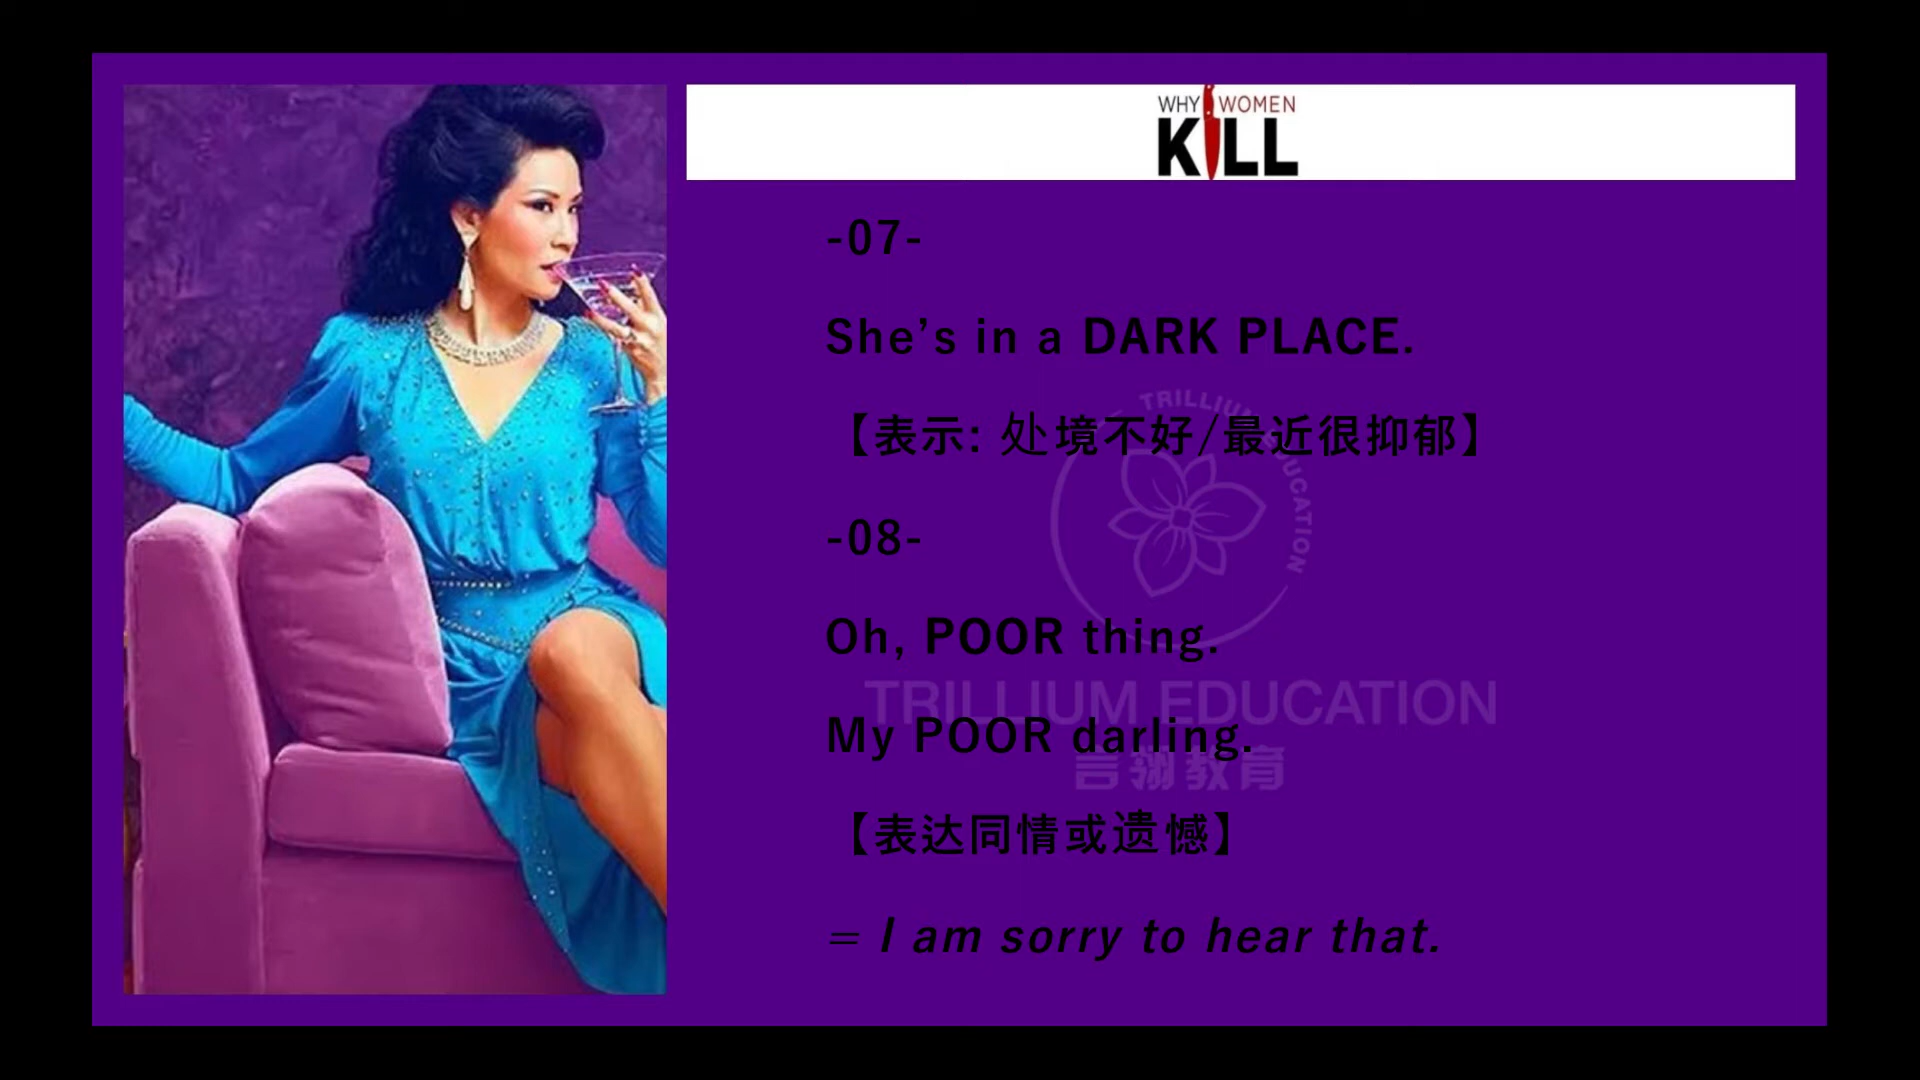 WHY WOMEN
KILL
-07-
She’s in a DARK PLACE.
【表示: 处境不好/最近很抑郁】
-08-
Oh, POOR thing.
My POOR darling.
【表达同情或遗憾】
= I am sorry to hear that.
TRILLIUM EDUCATION
TRILLIUM EDUCATION
言翎教育